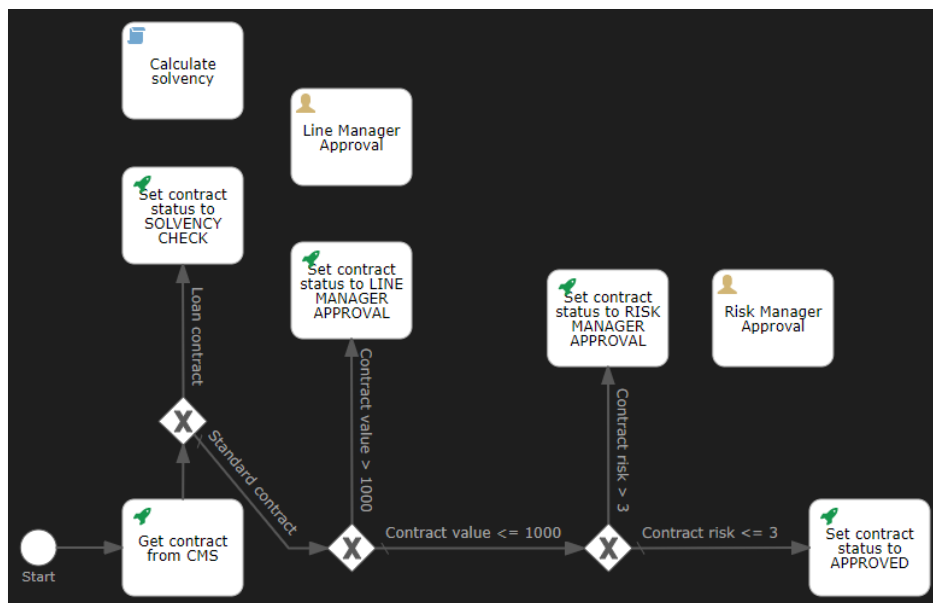 Calculate
solvency
Line Manager
Approval
Set contract
status to
SOLVENCY
CHECK
Set contract
status to LINE
MANAGER
APPROVAL
Set contract
status to RISK
MANAGER
APPROVAL
Risk Manager
Approval
Loan contract
Standard contract
Contract value > 1000
Contract risk > 3
Start
Get contract
from CMS
Contract value <= 1000
Contract risk <= 3
Set contract
status to
APPROVED